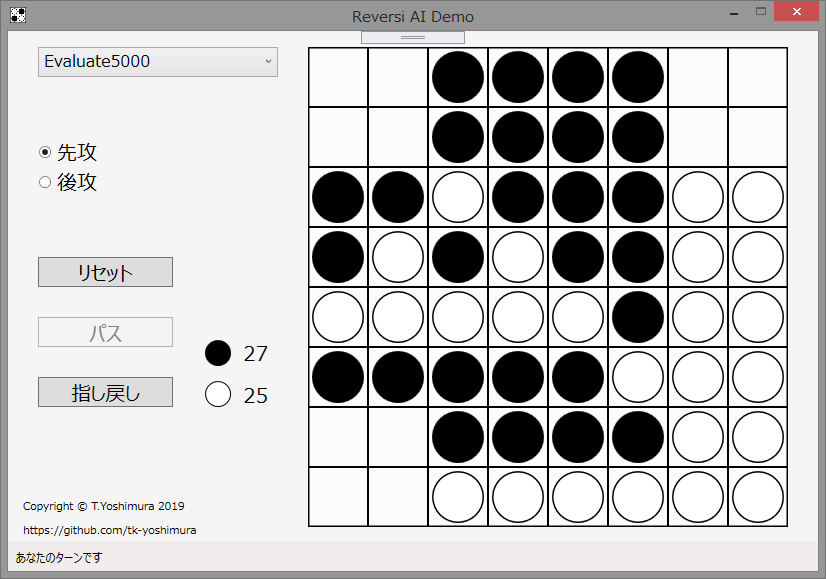 Reversi AI Demo
Evaluate5000
先攻
後攻
リセット
パス
27
指し戻し
25
Copyright © T.Yoshimura 2019
https://github.com/tk-yoshimura
あなたのターンです